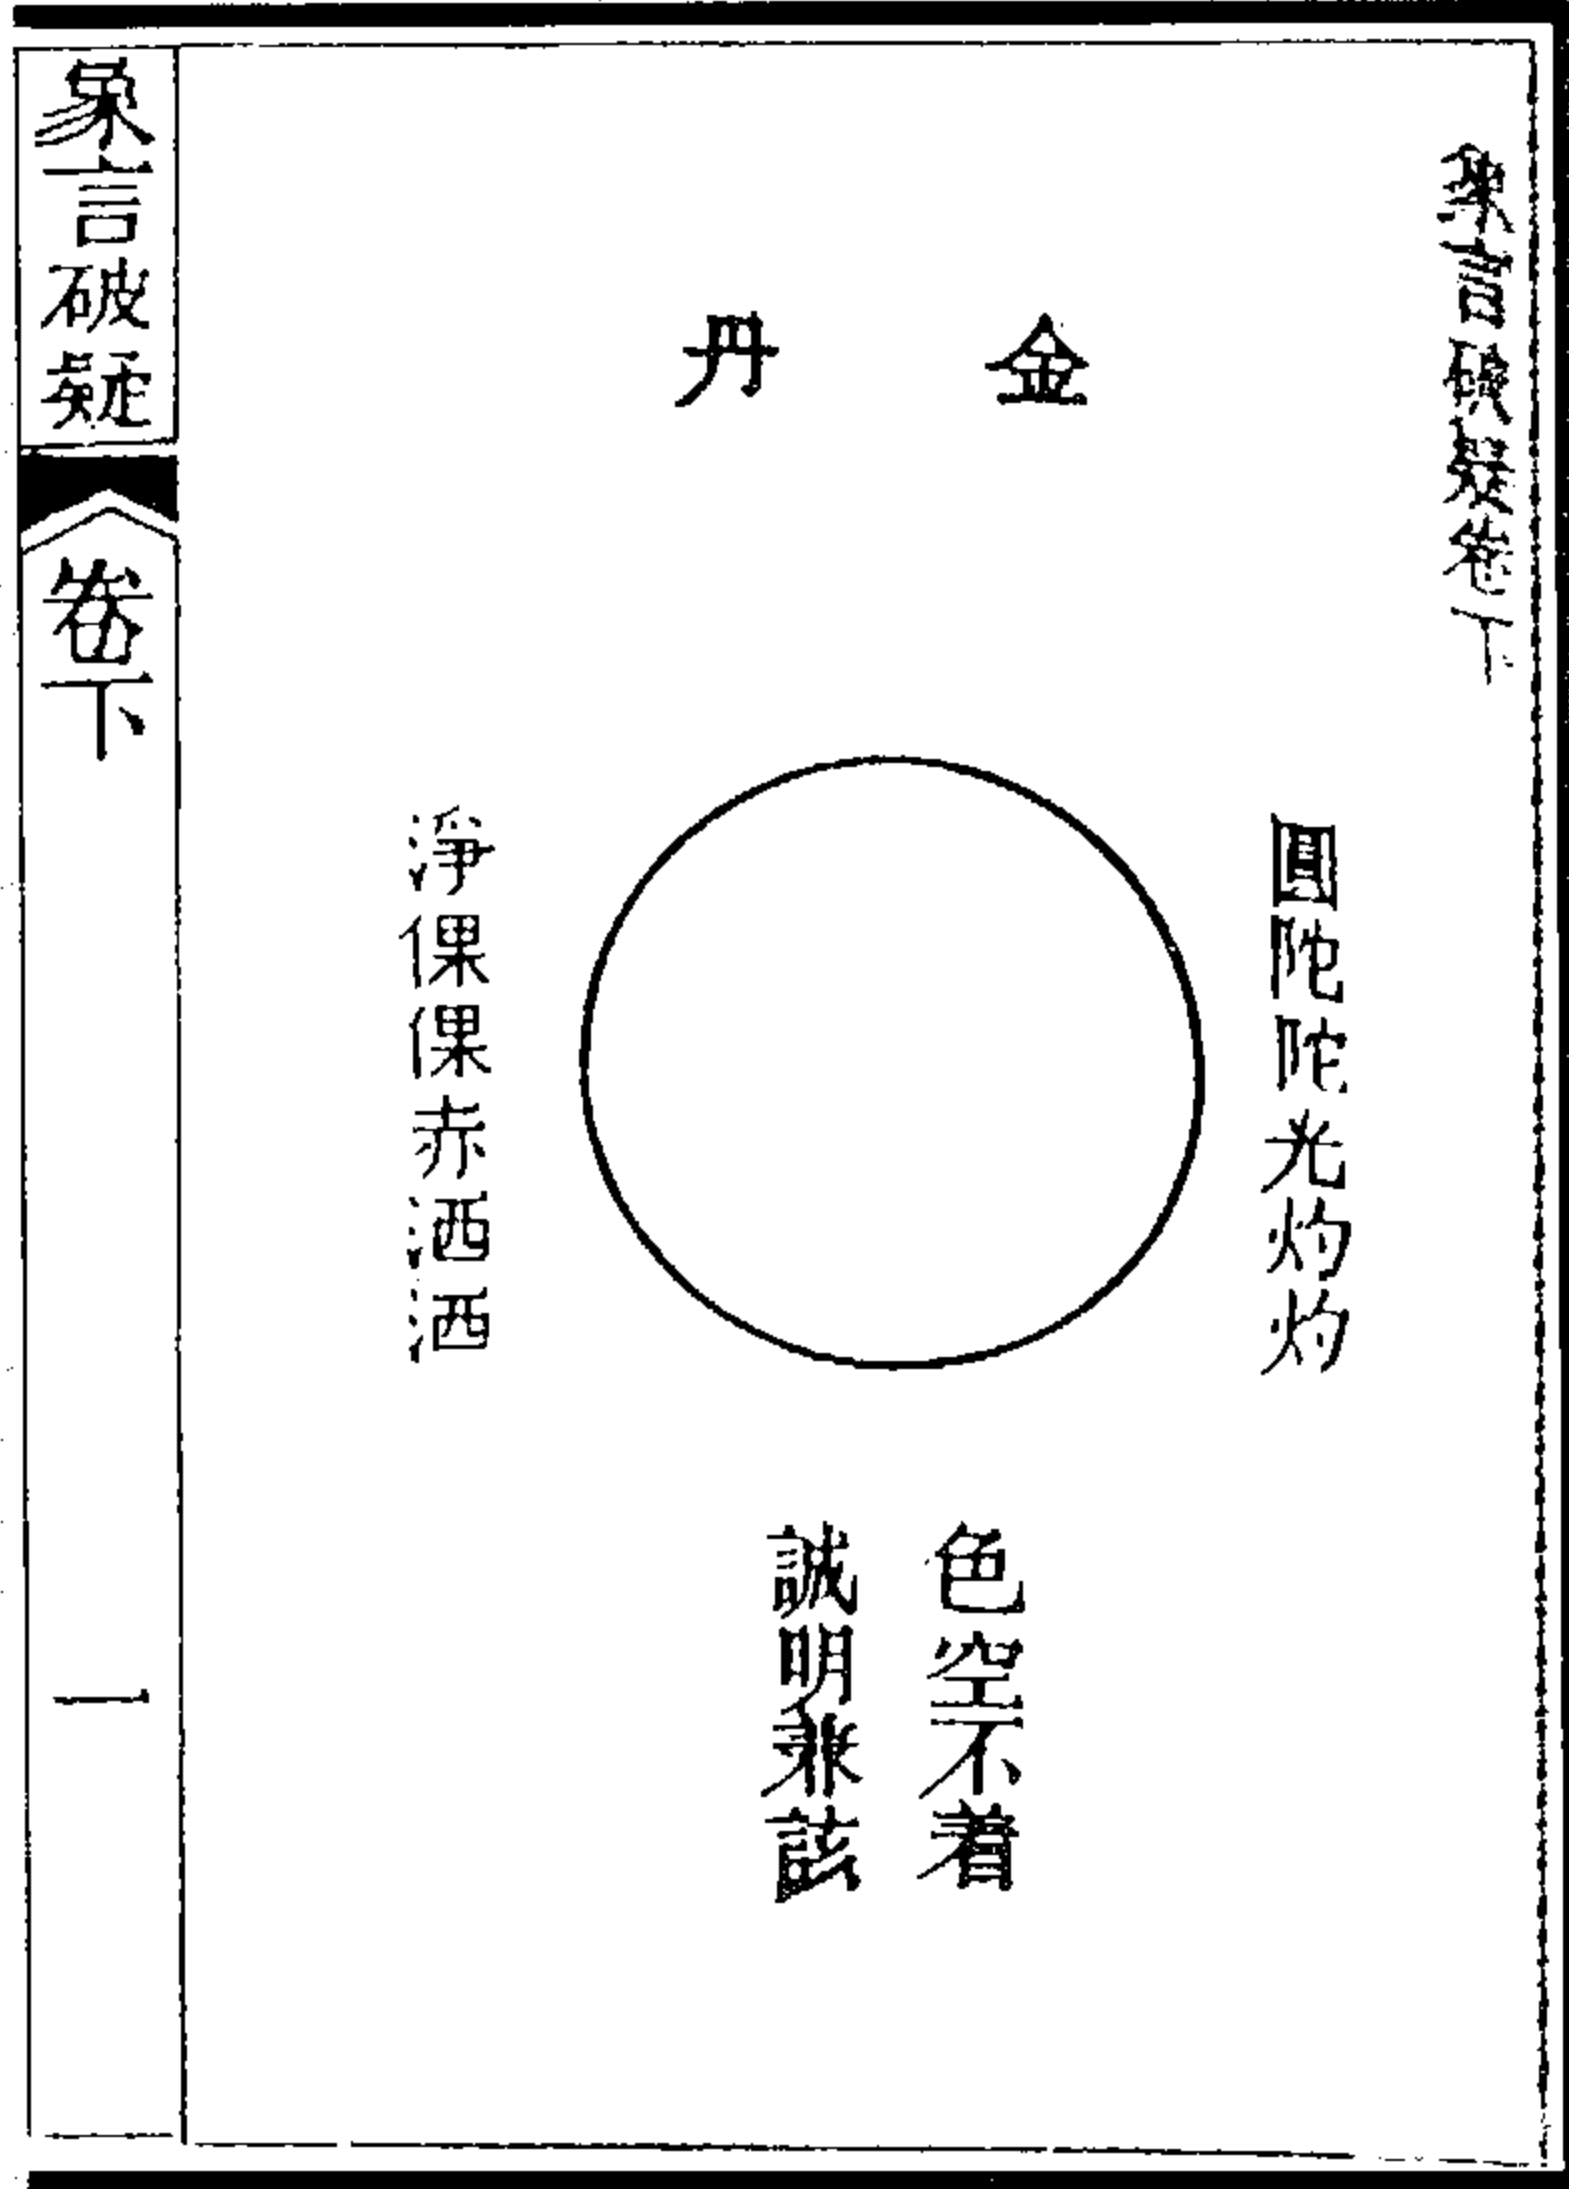 象言破疑卷下
金丹
圓陀陀光灼灼
淨倮倮赤洒洒
色空不着
誠明兼該
象言破疑
卷下
一